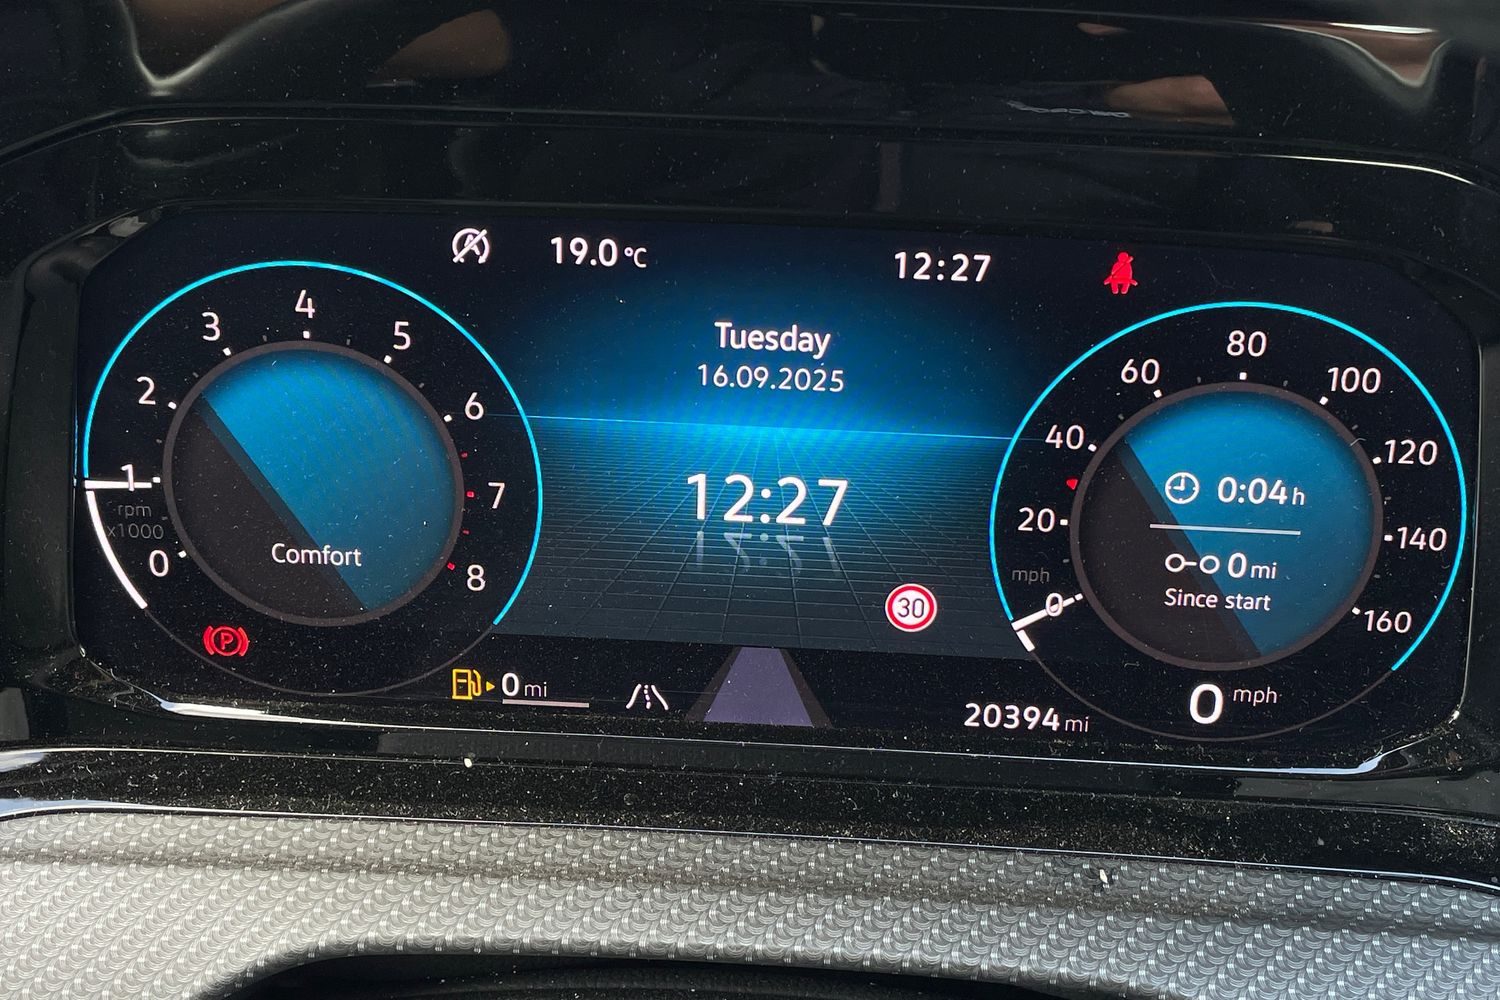 19.0 °C
12:27
Tuesday
16.09.2025
12:27
30
0
1
2
3
4
5
6
7
8
rpm
x1000
Comfort
P
0 mi
20394 mi
0
20
40
60
80
100
120
140
160
mph
0:04 h
0 mi
Since start
0 mph